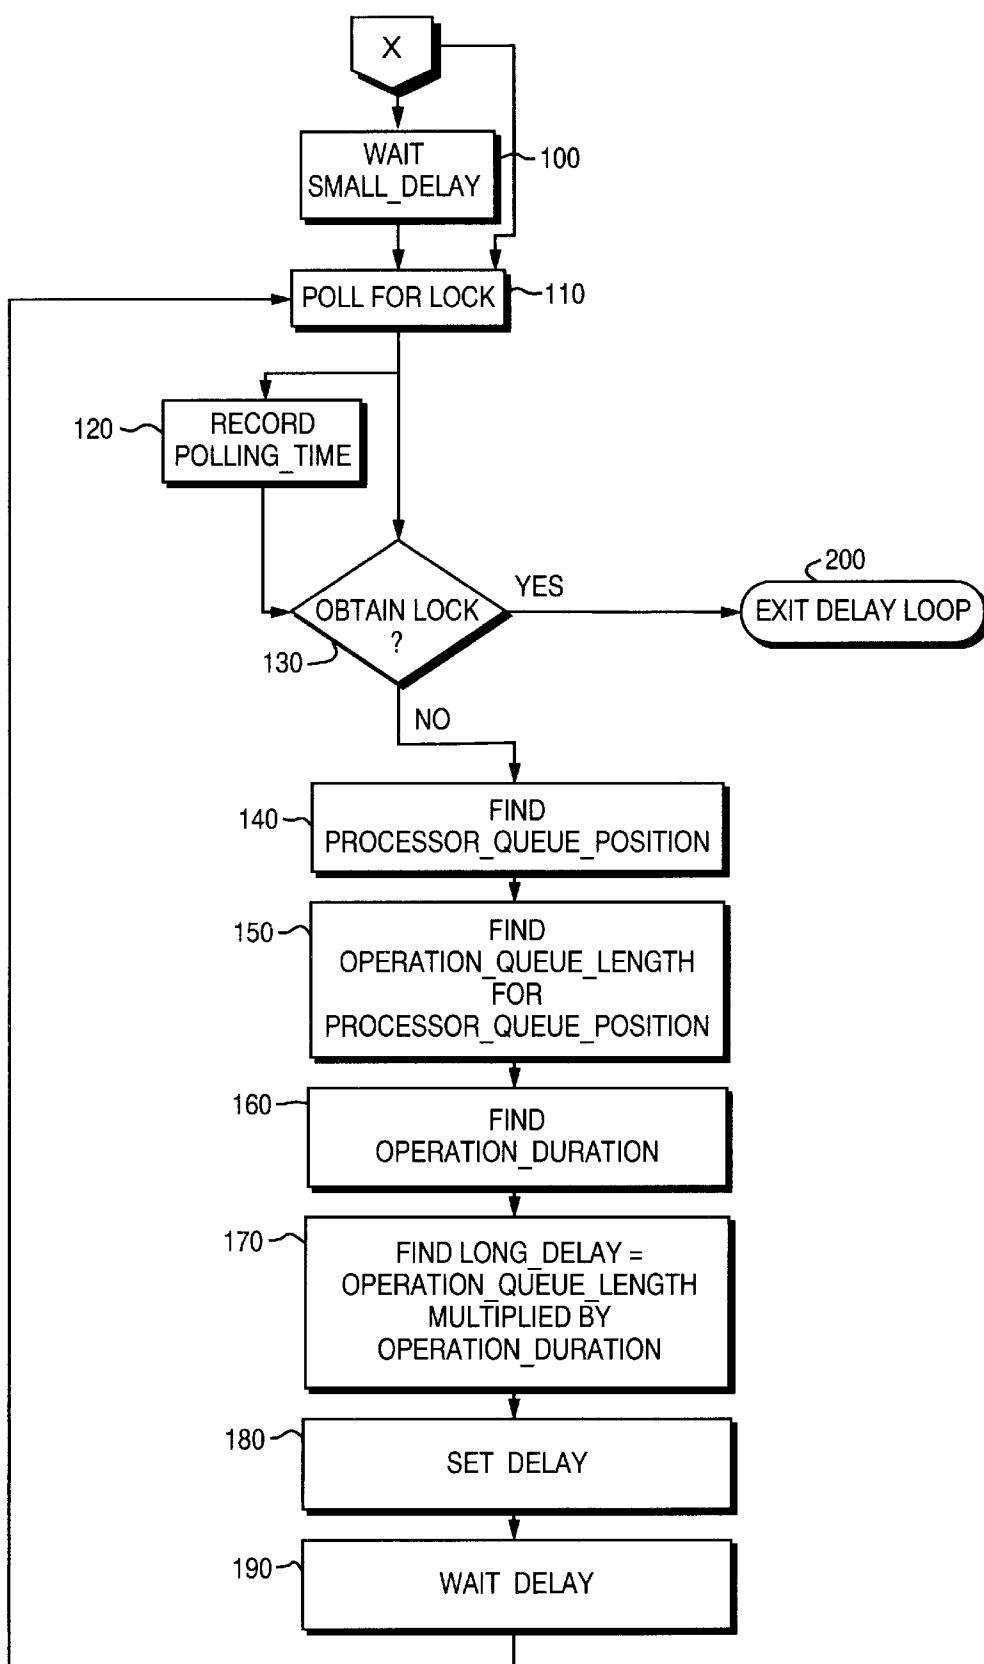 X
WAIT
SMALL_DELAY
100
POLL FOR LOCK
110
120
RECORD
POLLING_TIME
OBTAIN LOCK
?
130
YES
200
EXIT DELAY LOOP
NO
140
FIND
PROCESSOR_QUEUE_POSITION
150
FIND
OPERATION_QUEUE_LENGTH
FOR
PROCESSOR_QUEUE_POSITION
160
FIND
OPERATION_DURATION
170
FIND LONG_DELAY =
OPERATION_QUEUE_LENGTH
MULTIPLIED BY
OPERATION_DURATION
180
SET DELAY
190
WAIT DELAY